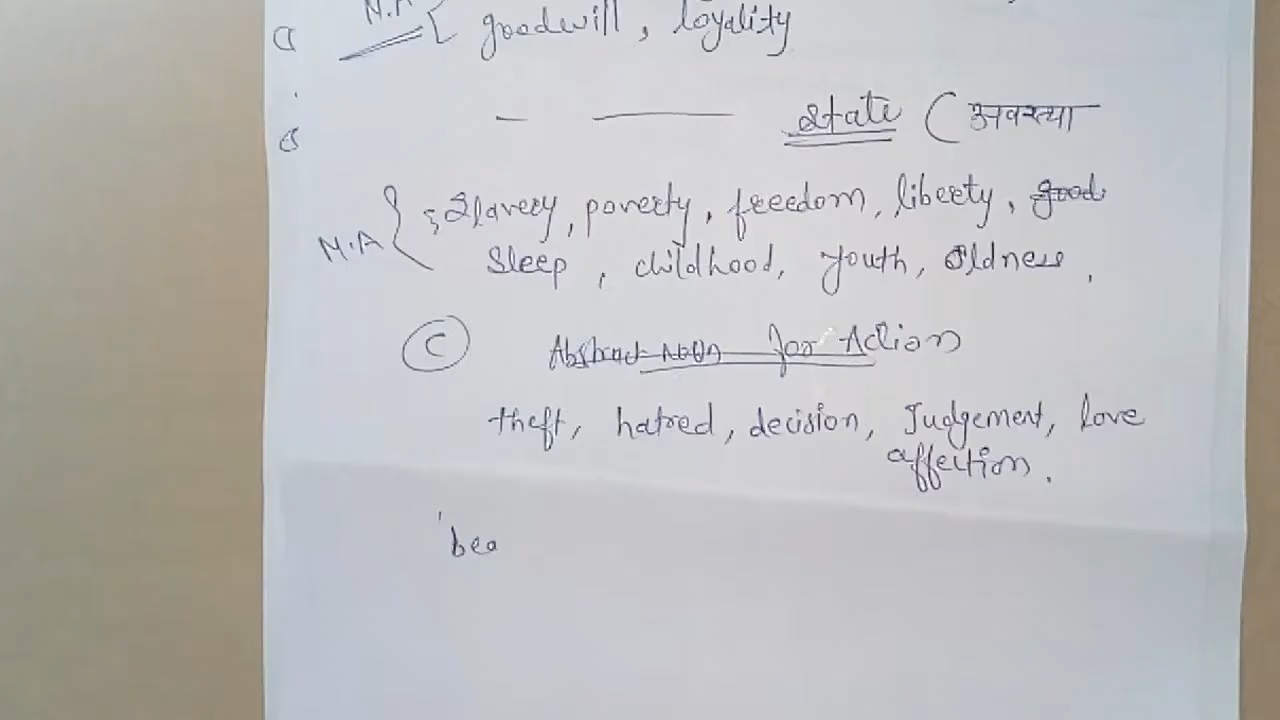 N.A { goodwill, loyality
— —— State ( अवस्था
N.A { ; Slavery, poverty, freedom, liberty, good
sleep, childhood, youth, oldness,
C Abstract Noun for Action
theft, hatred, decision, Judgement, love
affection.
'bea